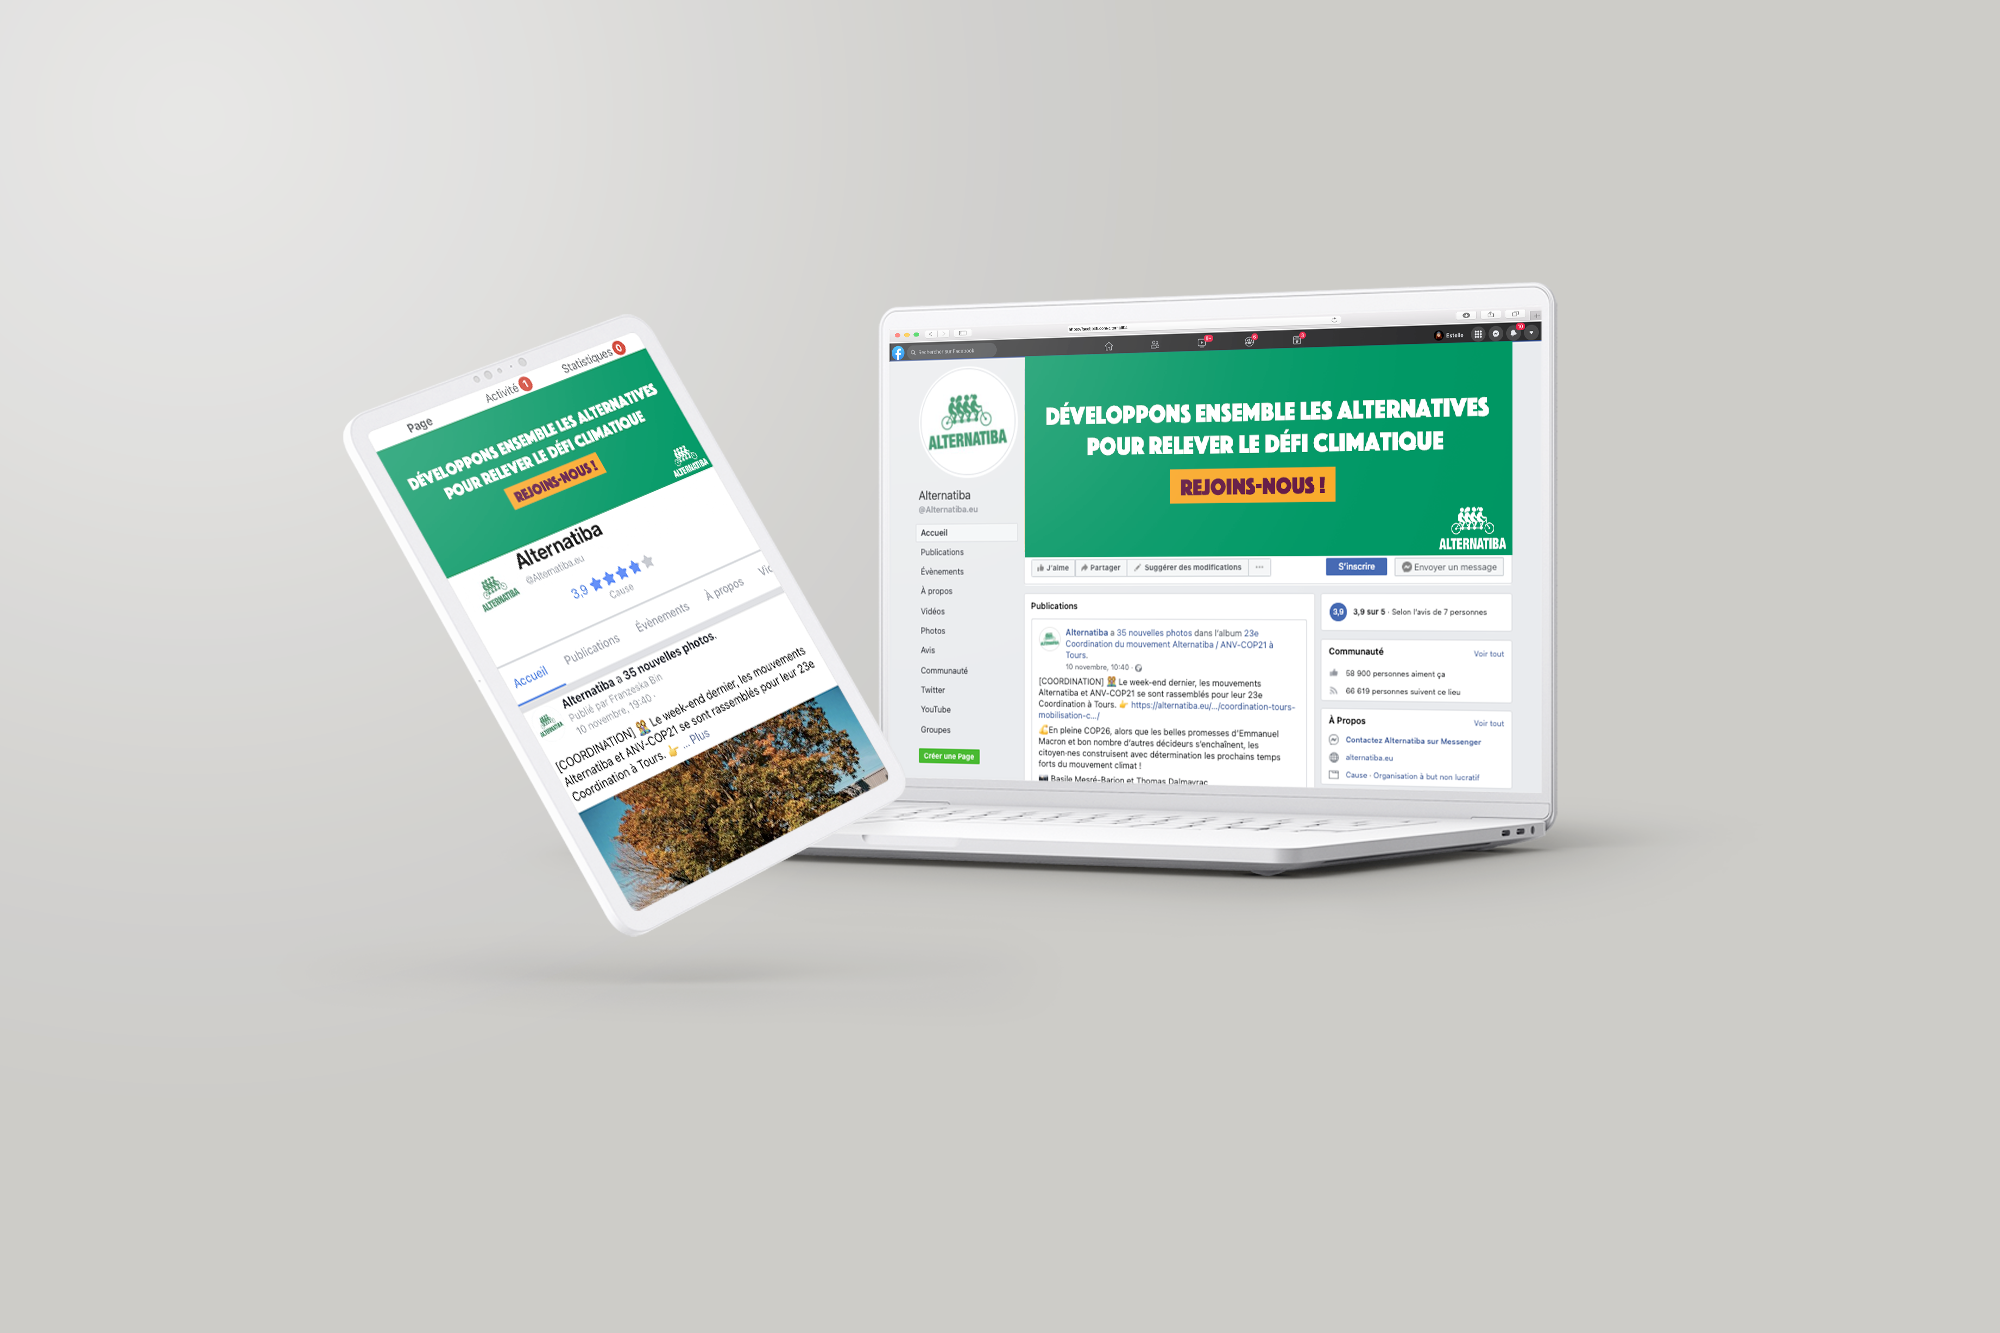 Page
Activité 1
Statistiques 0
DÉVELOPPONS ENSEMBLE LES ALTERNATIVES
POUR RELEVER LE DÉFI CLIMATIQUE
REJOINS-NOUS !
ALTERNATIBA
ALTERNATIBA
Alternatiba
@Alternatiba.eu
3,9
Cause
Accueil
Publications
Évènements
À propos
Vic
ALTERNATIBA
Alternatiba a 35 nouvelles photos.
Publié par Franzeska Bin
10 novembre, 19:40 ·
[COORDINATION] Le week-end dernier, les mouvements
Alternatiba et ANV-COP21 se sont rassemblés pour leur 23e
Coordination à Tours. ... Plus
Rechercher sur Facebook
Estelle
10
ALTERNATIBA
Alternatiba
@Alternatiba.eu
Accueil
Publications
Évènements
À propos
Vidéos
Photos
Avis
Communauté
Twitter
YouTube
Groupes
Créer une Page
DÉVELOPPONS ENSEMBLE LES ALTERNATIVES
POUR RELEVER LE DÉFI CLIMATIQUE
REJOINS-NOUS !
ALTERNATIBA
J'aime
Partager
Suggérer des modifications
...
S'inscrire
Envoyer un message
Publications
Alternatiba a 35 nouvelles photos dans l'album 23e
Coordination du mouvement Alternatiba / ANV-COP21 à
Tours.
10 novembre, 10:40 ·
[COORDINATION] Le week-end dernier, les mouvements
Alternatiba et ANV-COP21 se sont rassemblés pour leur 23e
Coordination à Tours. https://alternatiba.eu/.../coordination-tours-
mobilisation-c.../
En pleine COP26, alors que les belles promesses d'Emmanuel
Macron et bon nombre d'autres décideurs s'enchaînent, les
citoyen·nes construisent avec détermination les prochains temps
forts du mouvement climat !
Basile Mesré-Barjon et Thomas Dalmayrac
3,9
3,9 sur 5 · Selon l'avis de 7 personnes
Communauté
Voir tout
58 900 personnes aiment ça
66 619 personnes suivent ce lieu
À Propos
Voir tout
Contactez Alternatiba sur Messenger
alternatiba.eu
Cause · Organisation à but non lucratif